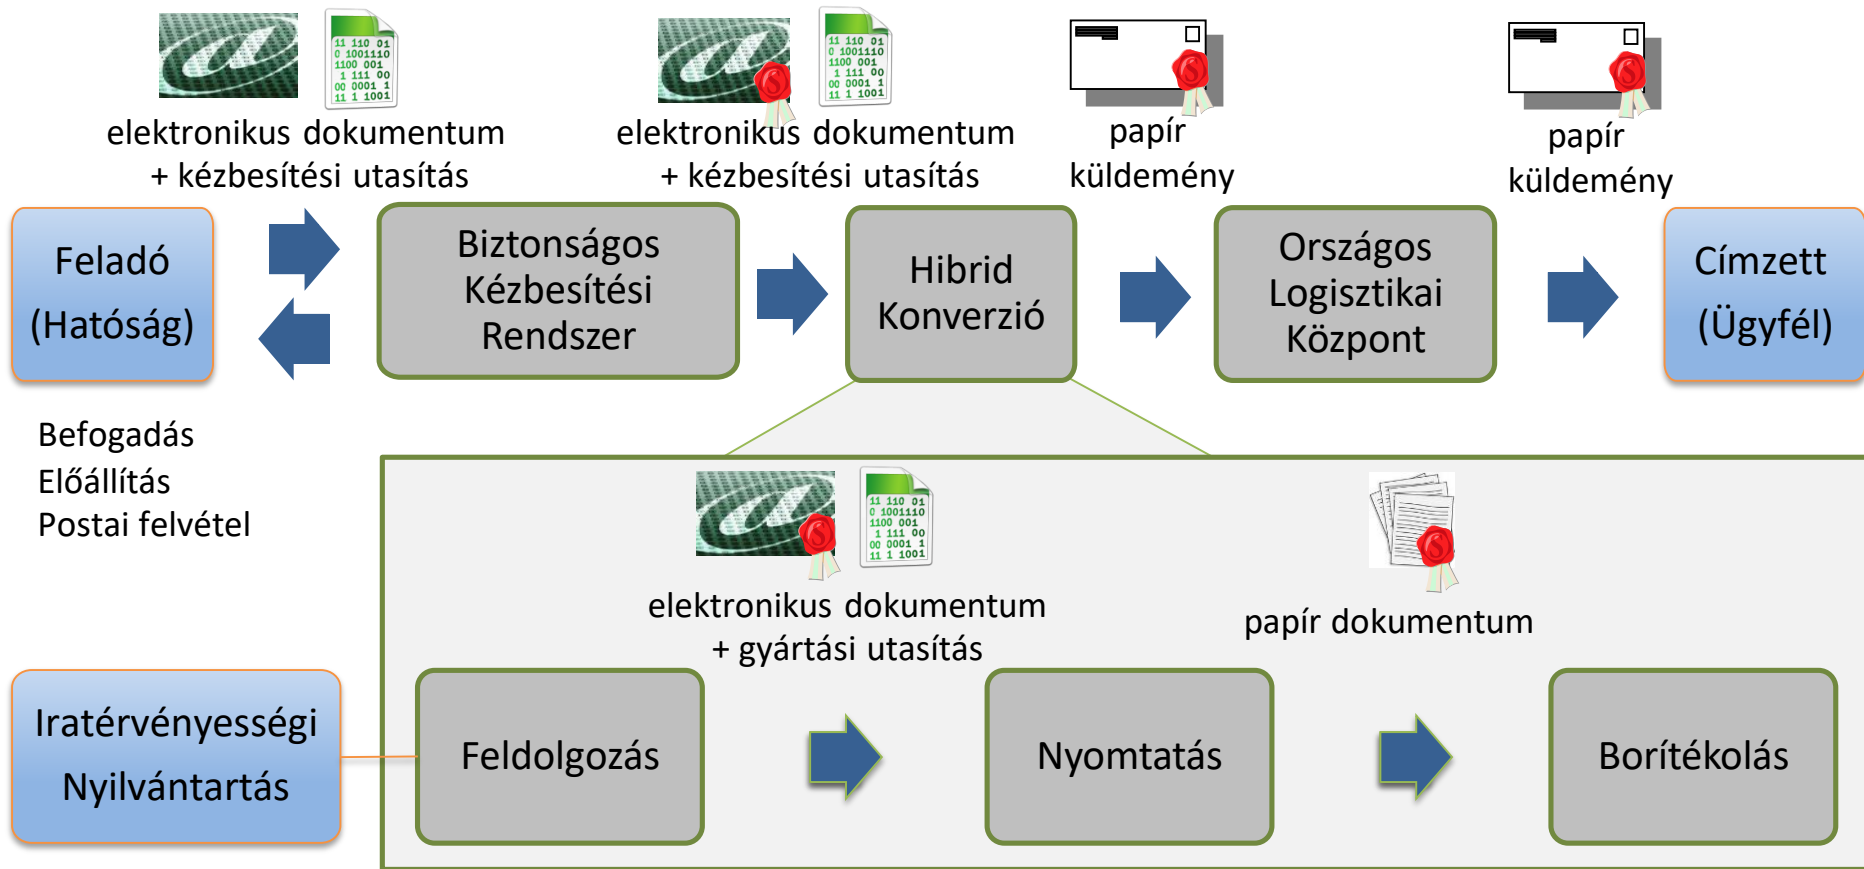 elektronikus dokumentum
+ kézbesítési utasítás
elektronikus dokumentum
+ kézbesítési utasítás
papír
küldemény
papír
küldemény
Feladó
(Hatóság)
Biztonságos
Kézbesítési
Rendszer
Hibrid
Konverzió
Országos
Logisztikai
Központ
Címzett
(Ügyfél)
Befogadás
Előállítás
Postai felvétel
elektronikus dokumentum
+ gyártási utasítás
papír dokumentum
Iratérvényességi
Nyilvántartás
Feldolgozás
Nyomtatás
Borítékolás